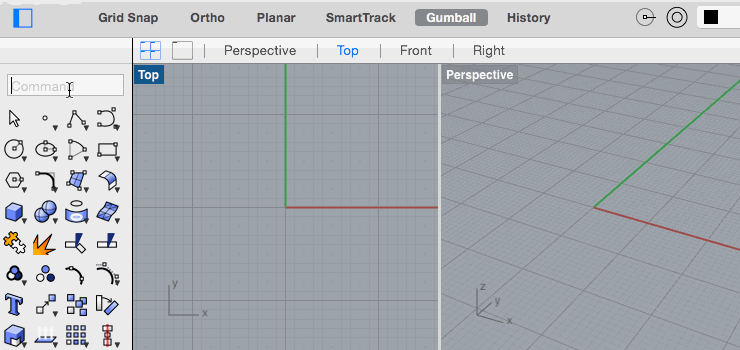 Grid Snap Ortho Planar SmartTrack Gumball History
Perspective Top Front Right
Top
Perspective
Command
y
x
z
y
x